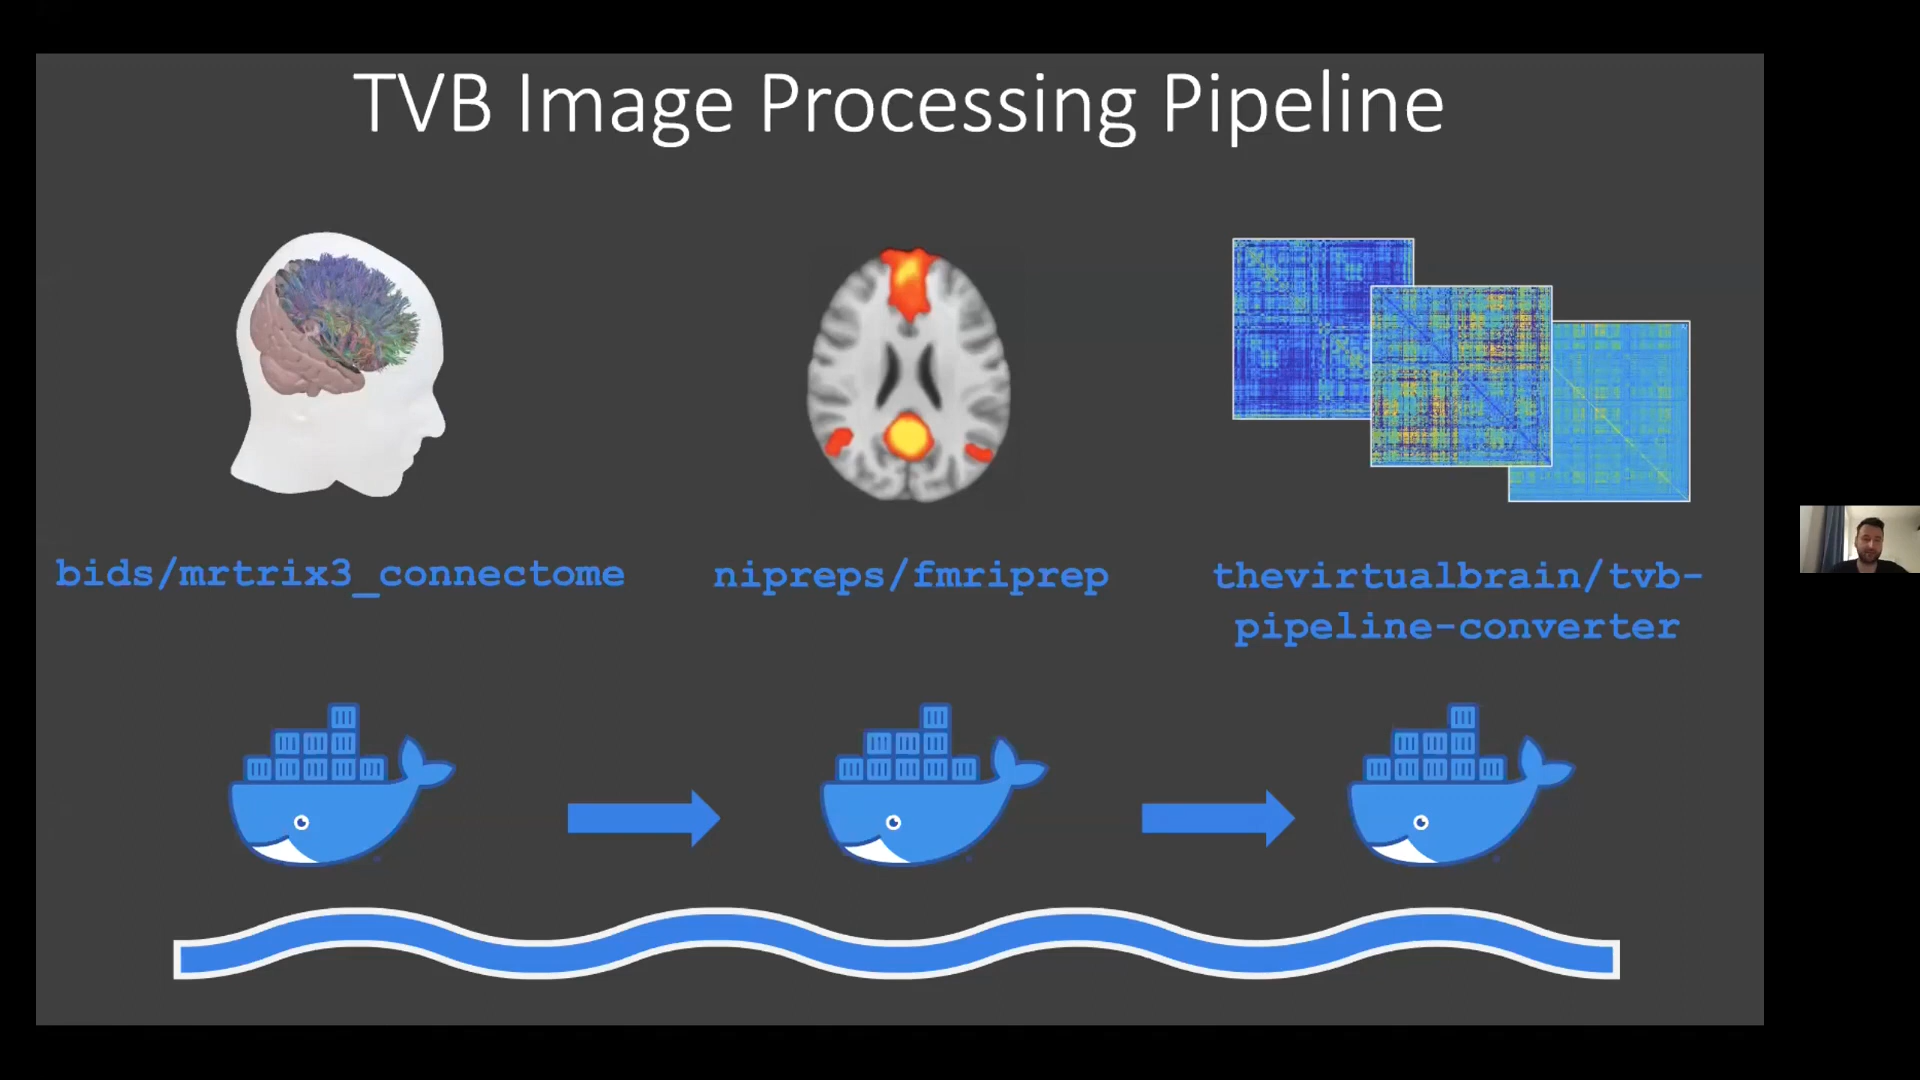 TVB Image Processing Pipeline
bids/mrtrix3_connectome
nipreps/fmriprep
thevirtualbrain/tvb-
pipeline-converter